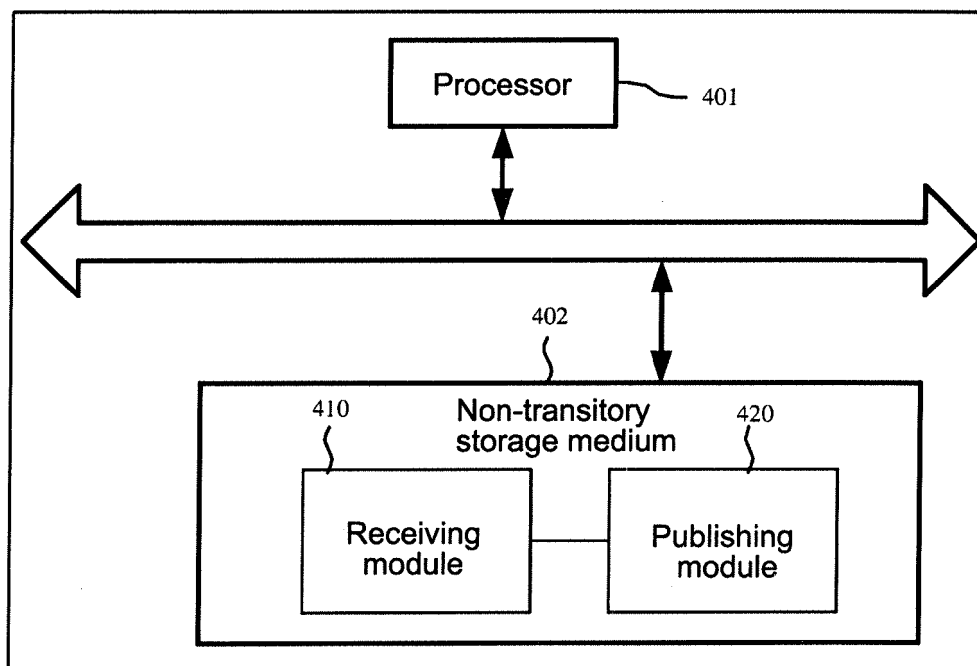 Processor
401
402
Non-transitory
storage medium
410
420
Receiving
module
Publishing
module